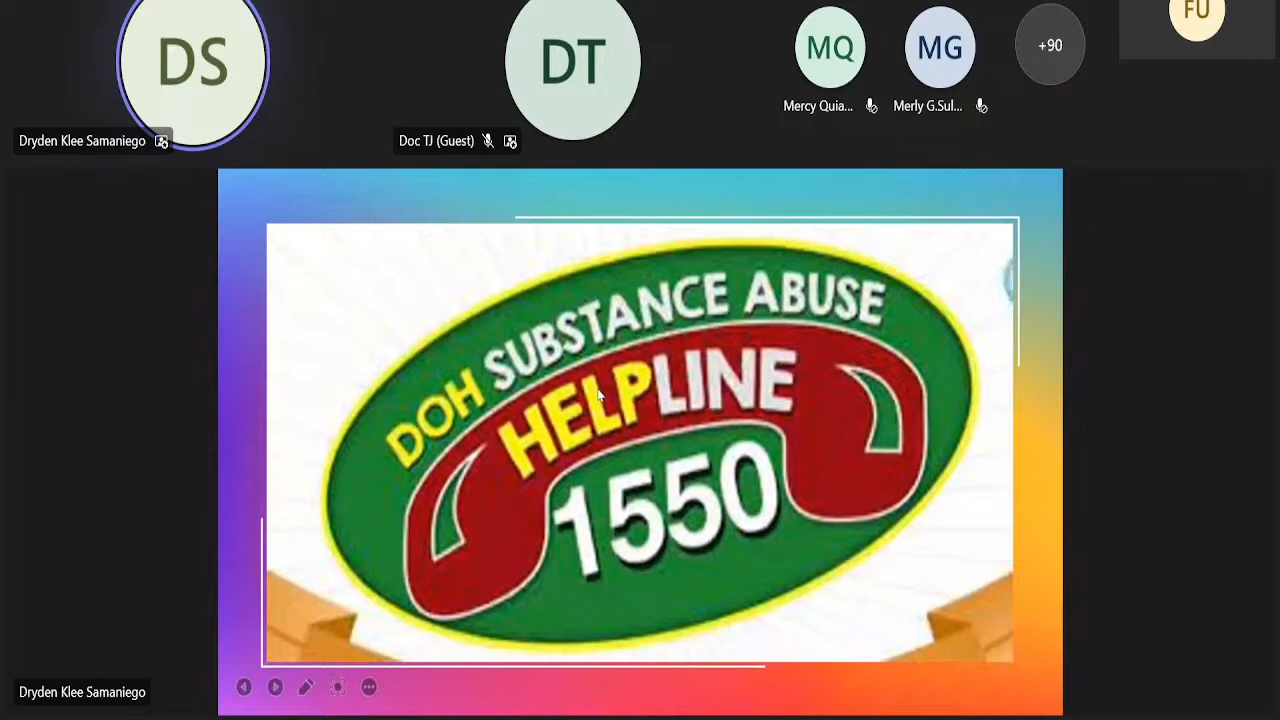 DS
DT
MQ
MG
+90
FU
Mercy Quia...
Merly G.Sul...
Dryden Klee Samaniego
Doc TJ (Guest)
DOH SUBSTANCE ABUSE
HELPLINE
1550
Dryden Klee Samaniego